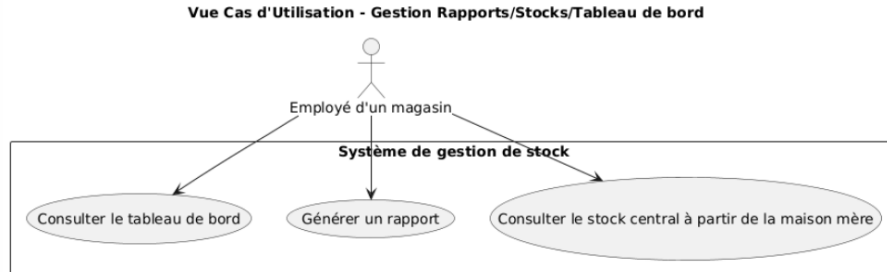 Vue Cas d'Utilisation - Gestion Rapports/Stocks/Tableau de bord
Employé d'un magasin
Système de gestion de stock
Consulter le tableau de bord
Générer un rapport
Consulter le stock central à partir de la maison mère